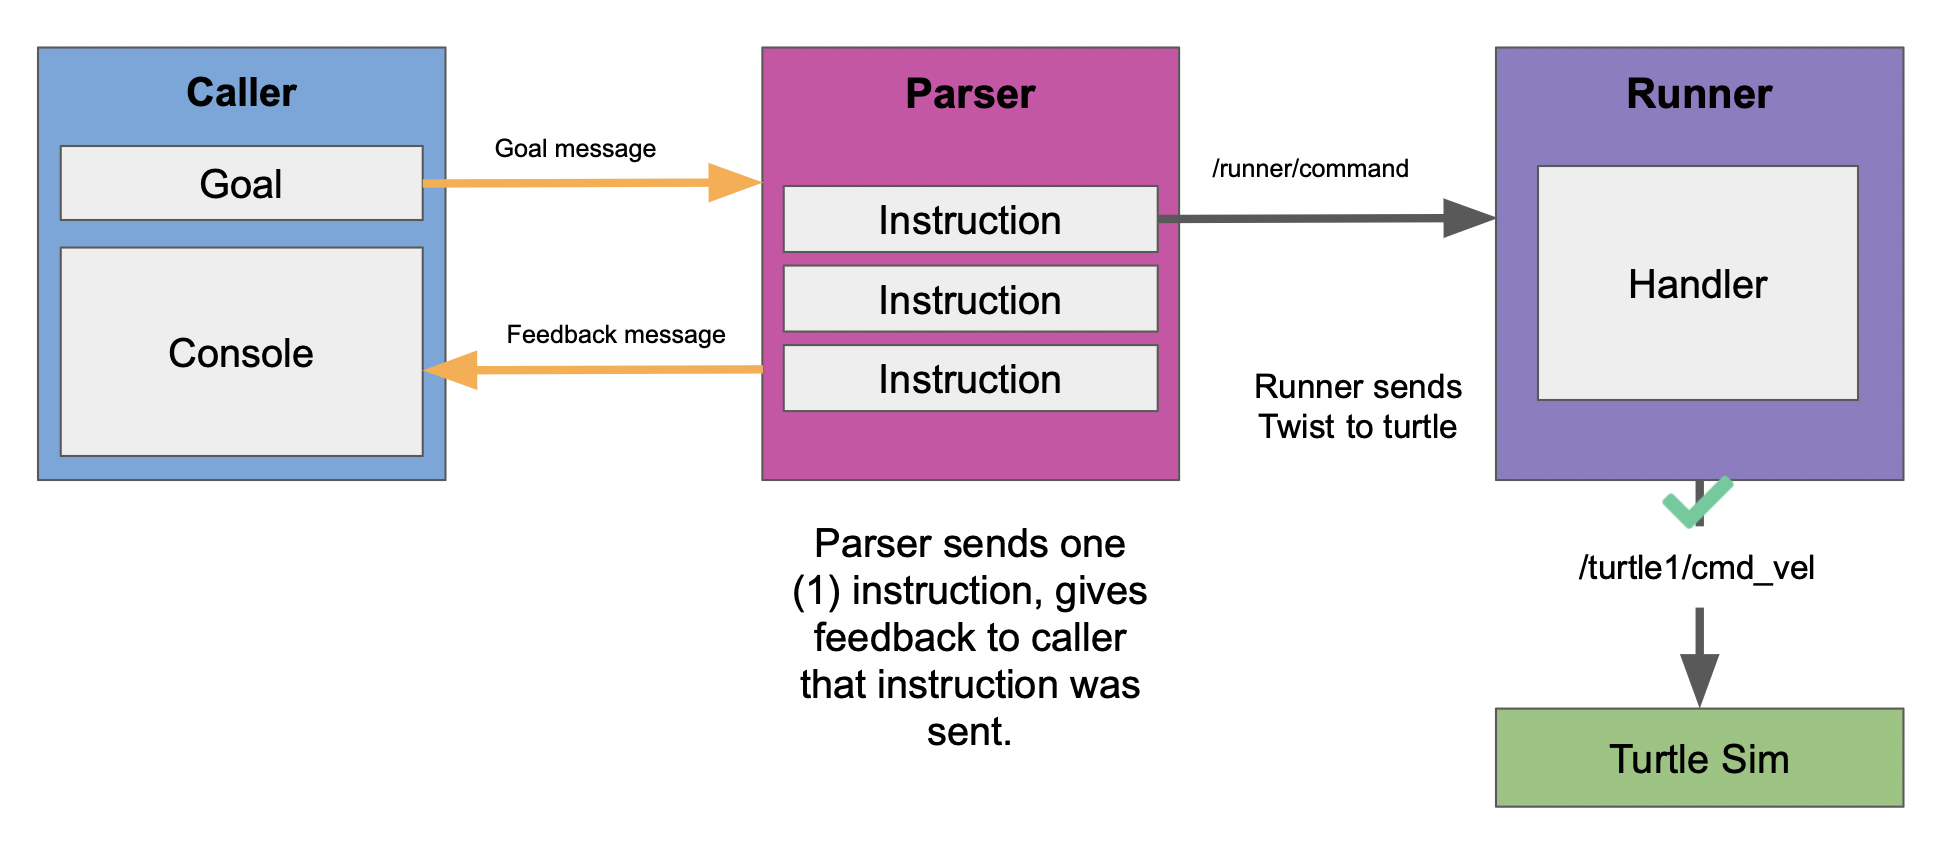 Caller
Goal
Console
Goal message
Feedback message
Parser
Instruction
Instruction
Instruction
Parser sends one
(1) instruction, gives
feedback to caller
that instruction was
sent.
/runner/command
Runner sends
Twist to turtle
Runner
Handler
/turtle1/cmd_vel
Turtle Sim